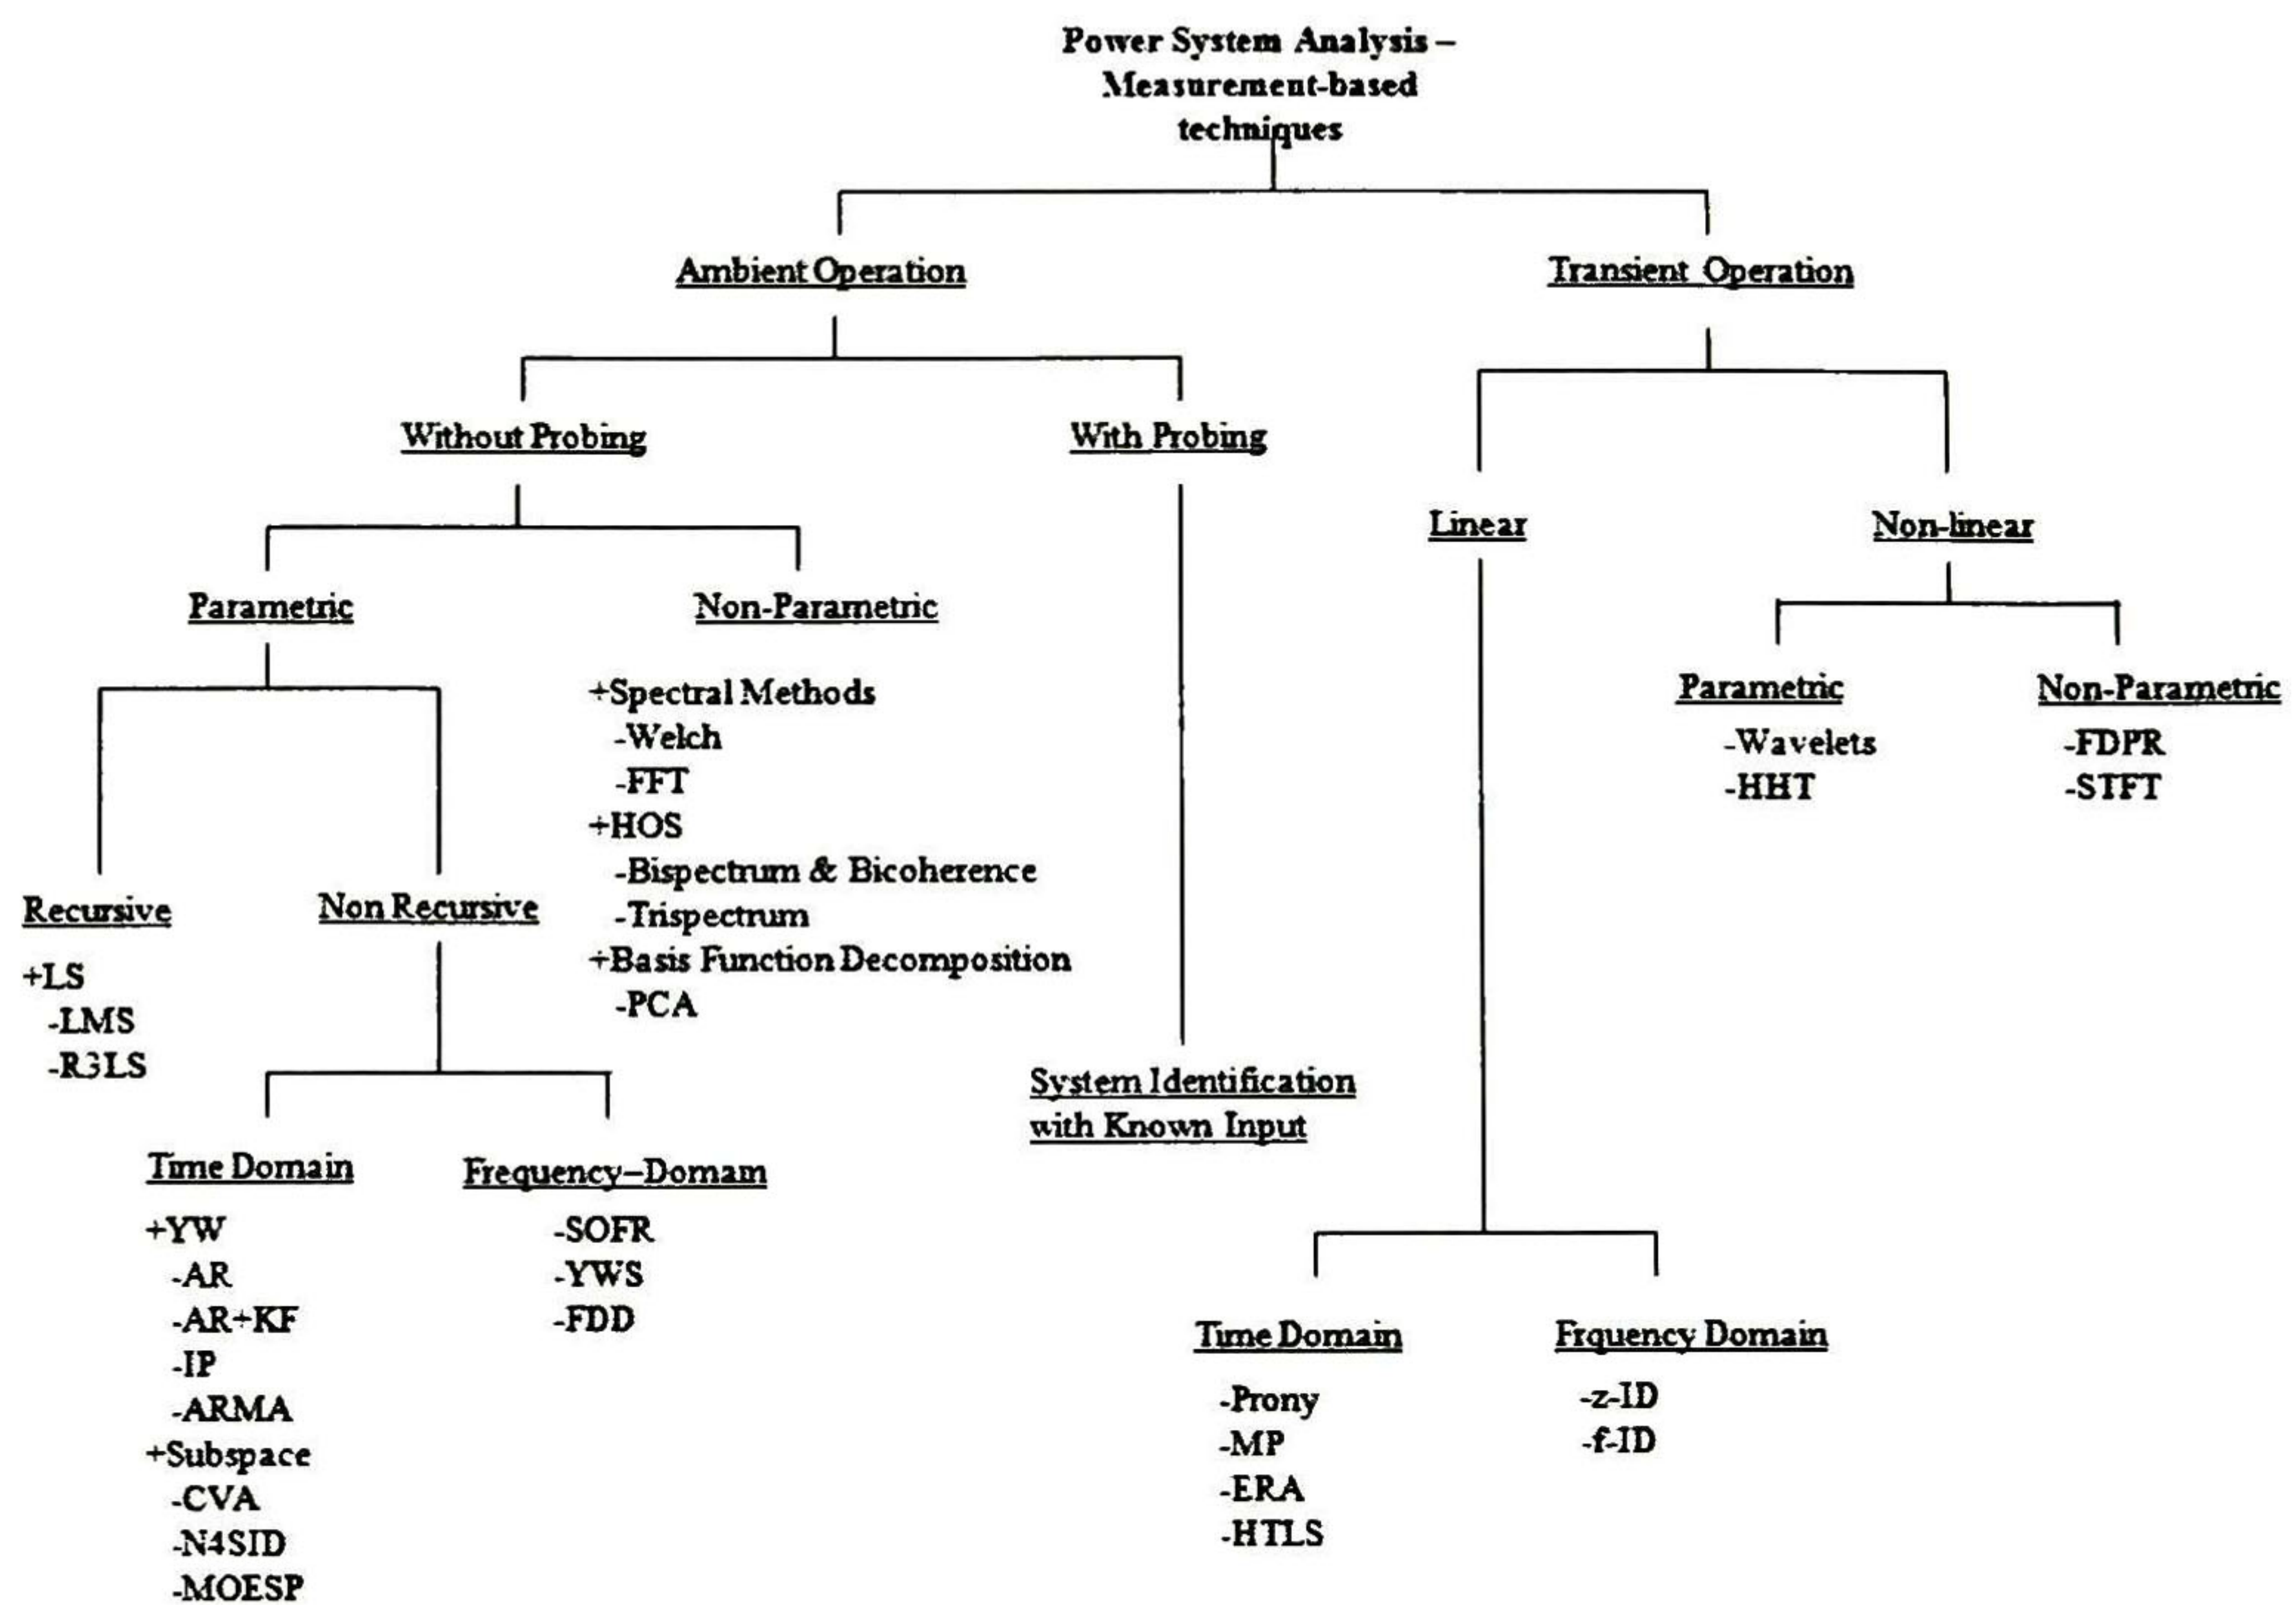 Power System Analysis –
Measurement-based
techniques
Ambient Operation
Transient Operation
Without Probing
With Probing
Linear
Non-linear
Parametric
Non-Parametric
Parametric
-Wavelets
-HHT
Non-Parametric
-FDPR
-STFT
+Spectral Methods
-Welch
-FFT
+HOS
-Bispectrum & Bicoherence
-Trispectrum
+Basis Function Decomposition
-PCA
Recursive
+LS
-LMS
-R3LS
Non Recursive
System Identification
with Known Input
Time Domain
+YW
-AR
-AR+KF
-IP
-ARMA
+Subspace
-CVA
-N4SID
-MOESP
Frequency–Domain
-SOFR
-YWS
-FDD
Time Domain
-Prony
-MP
-ERA
-HTLS
Frquency Domain
-z-ID
-f-ID